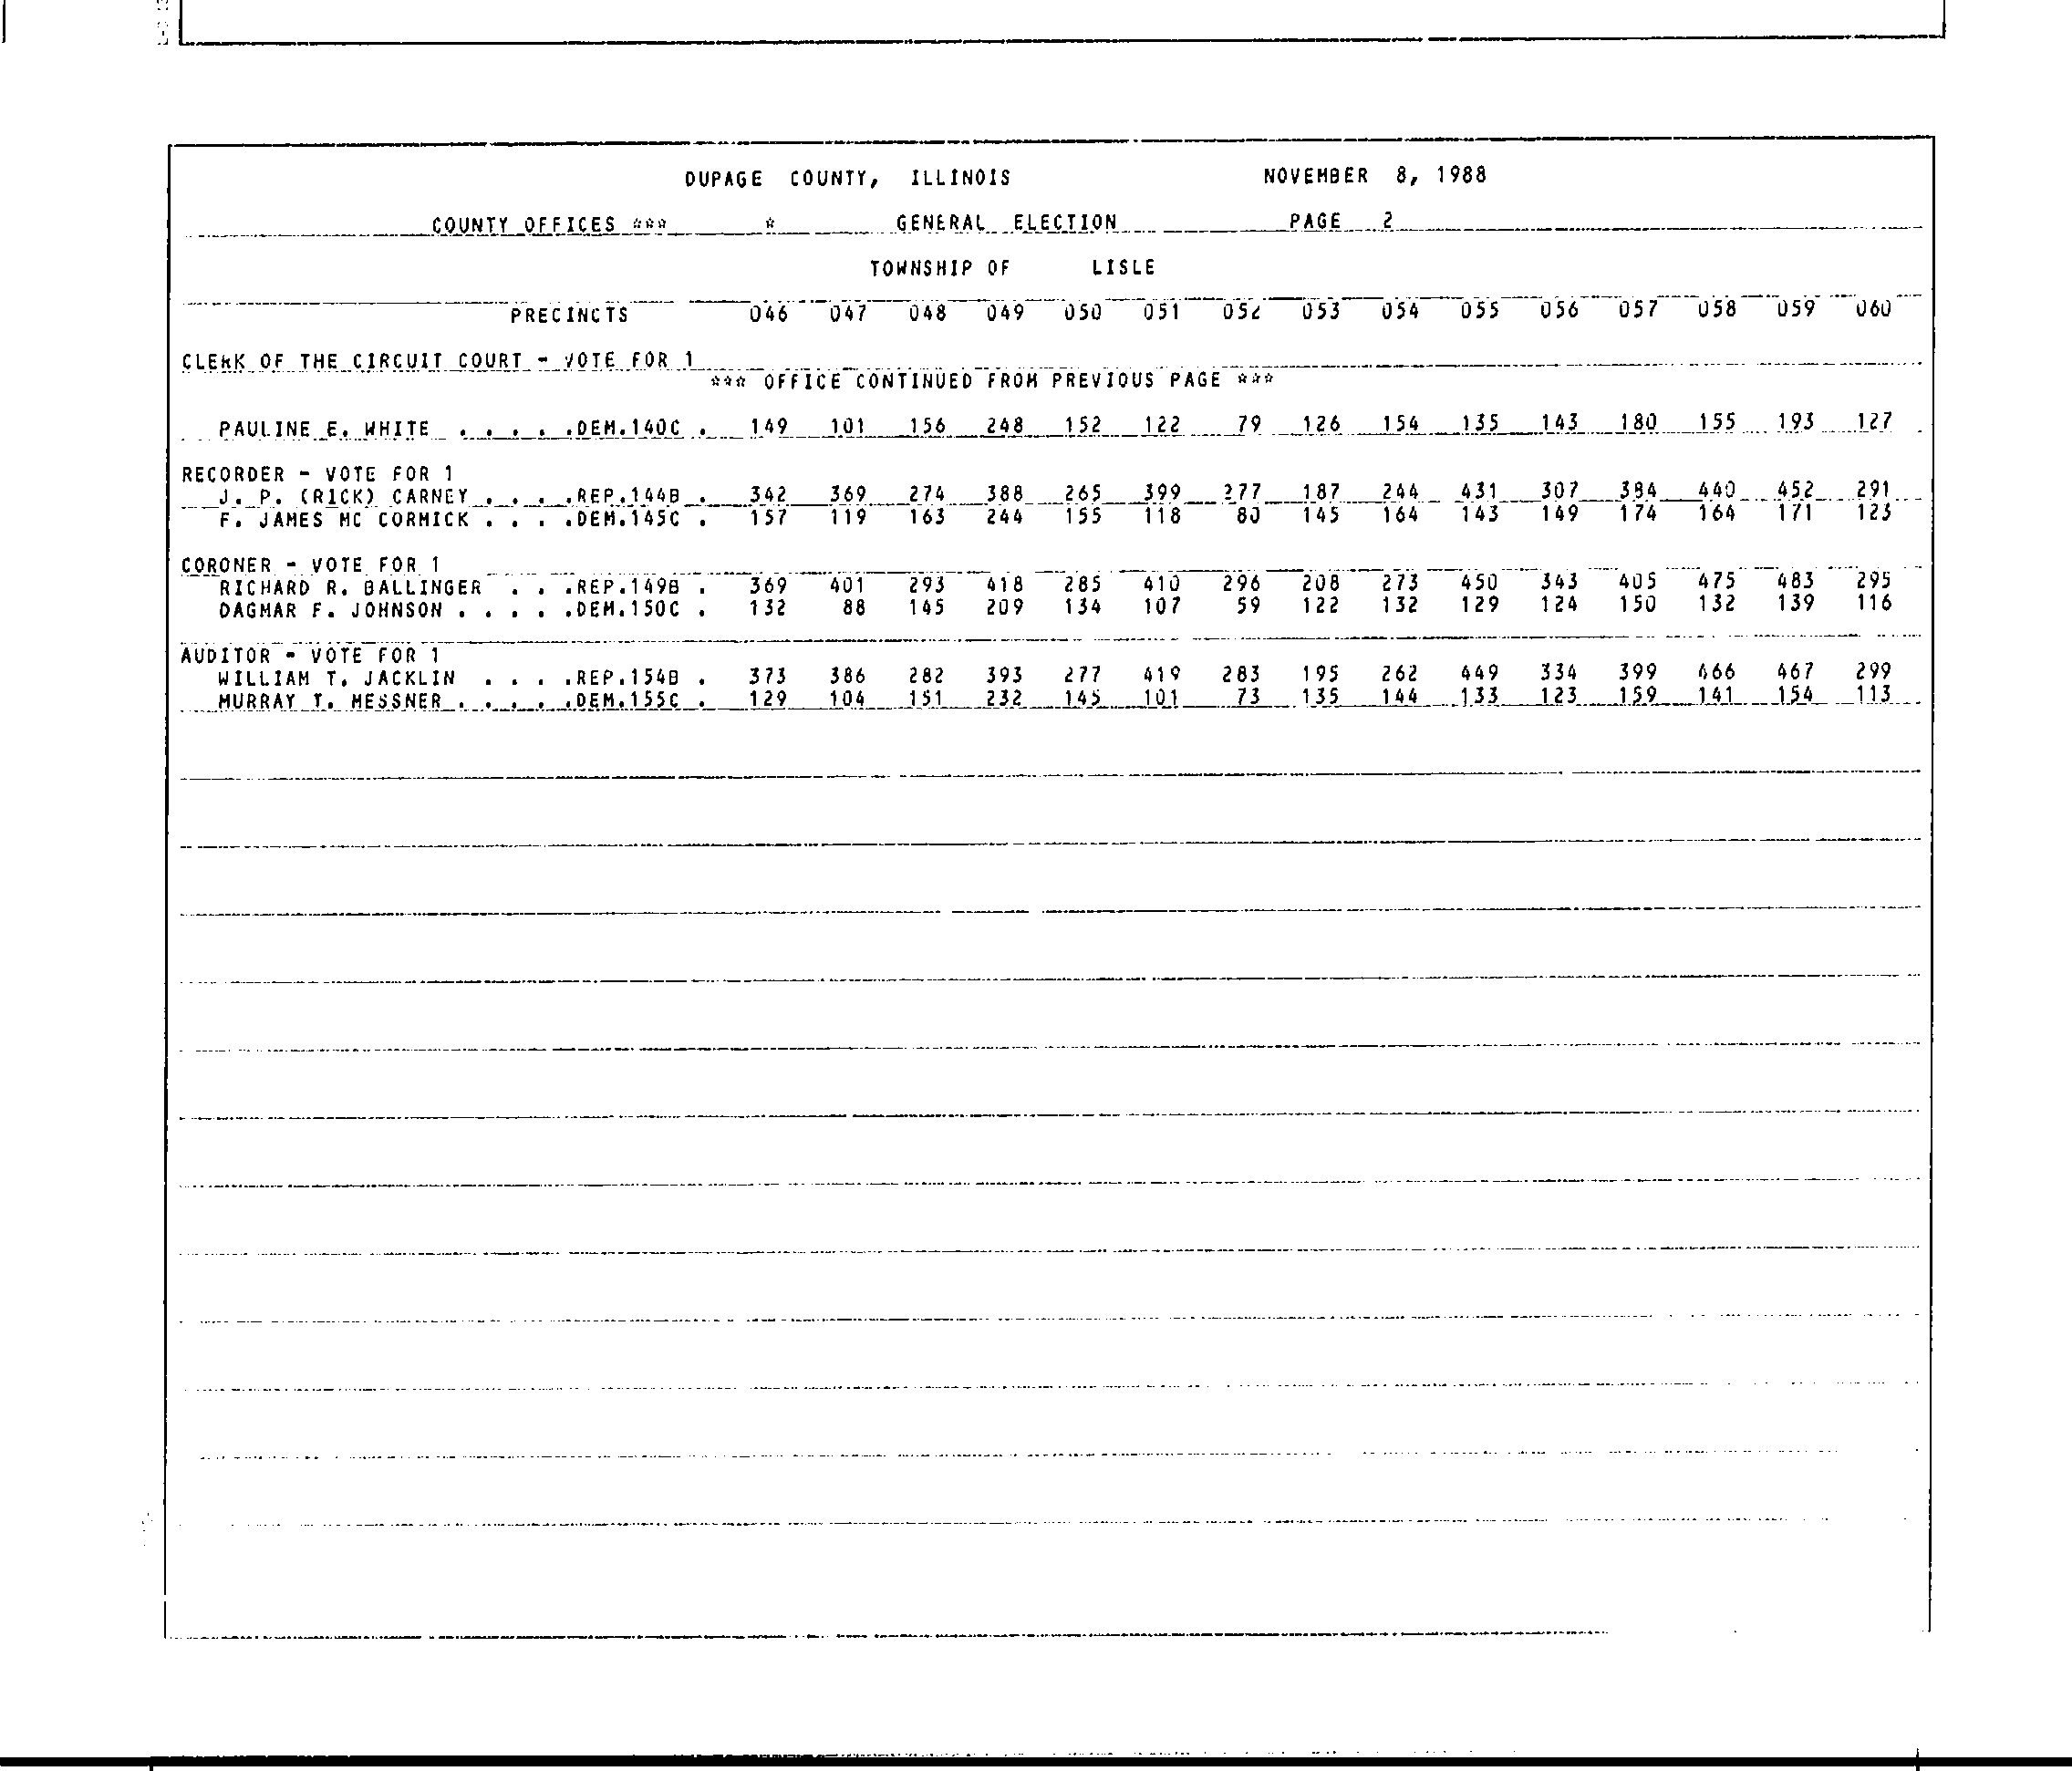 DUPAGE COUNTY, ILLINOIS NOVEMBER 8, 1988
COUNTY OFFICES *** * GENERAL ELECTION PAGE 2
TOWNSHIP OF LISLE
PRECINCTS 046 047 048 049 050 051 052 053 054 055 056 057 058 059 060
CLERK OF THE CIRCUIT COURT - VOTE FOR 1
*** OFFICE CONTINUED FROM PREVIOUS PAGE ***
PAULINE E. WHITE . . . . .DEM.140C . 149 101 156 248 152 122 79 126 154 135 143 180 155 193 127
RECORDER - VOTE FOR 1
J. P. (RICK) CARNEY . . . .REP.144B . 342 369 274 388 265 399 277 187 244 431 307 384 440 452 291
F. JAMES MC CORMICK . . . .DEM.145C . 157 119 163 244 155 118 80 145 164 143 149 174 164 171 123
CORONER - VOTE FOR 1
RICHARD R. BALLINGER . . .REP.149B . 369 401 293 418 285 410 296 208 273 450 343 405 475 483 295
DAGMAR F. JOHNSON . . . . .DEM.150C . 132 88 145 209 134 107 59 122 132 129 124 150 132 139 116
AUDITOR - VOTE FOR 1
WILLIAM T. JACKLIN . . . .REP.154B . 373 386 282 393 277 419 283 195 262 449 334 399 466 467 299
MURRAY T. MESSNER . . . . .DEM.155C . 129 104 151 232 145 101 73 135 144 133 123 159 141 154 113